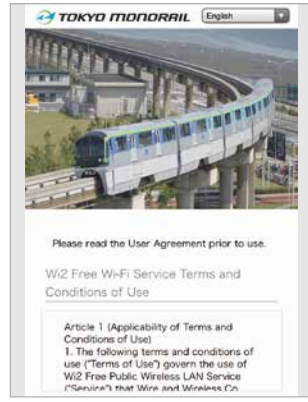 TOKYO MONORAIL
English
Please read the User Agreement prior to use.
Wi2 Free Wi-Fi Service Terms and
Conditions of Use
Article 1 (Applicability of Terms and
Conditions of Use)
1. The following terms and conditions of
use ("Terms of Use") govern the use of
Wi2 Free Public Wireless LAN Service
("Service") that Wire and Wireless Co